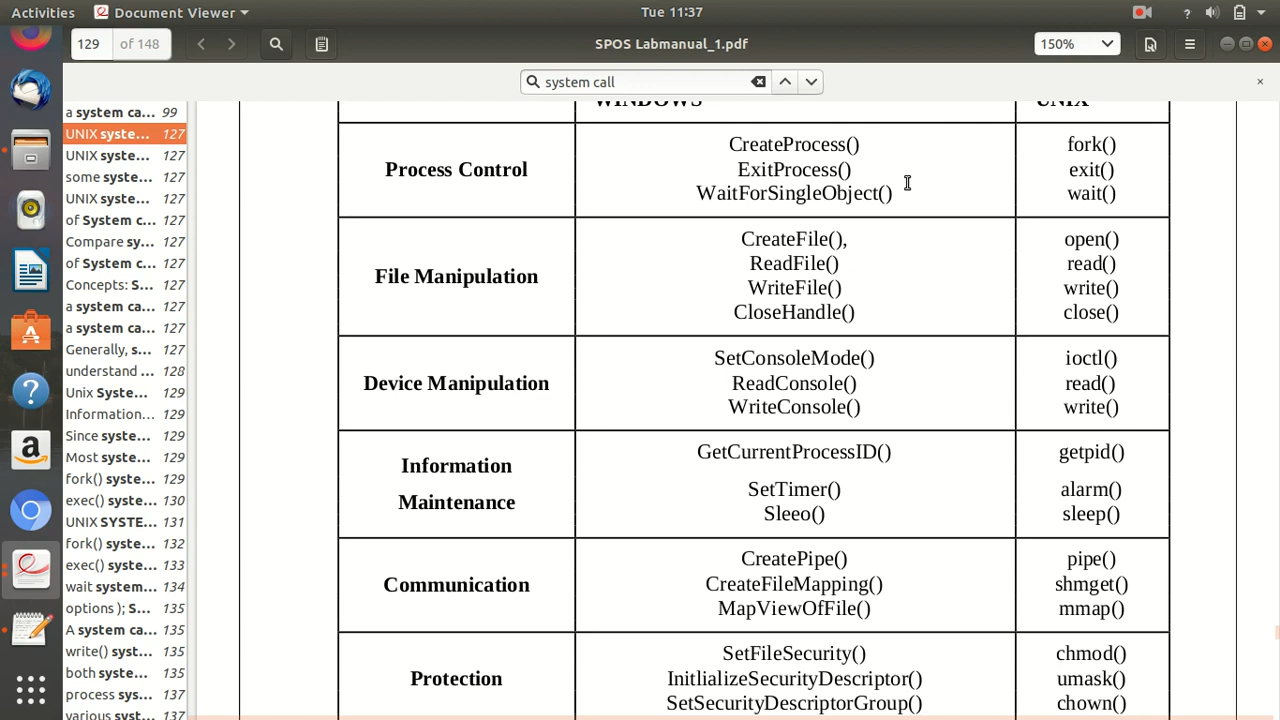 Activities Document Viewer Tue 11:37 ?
129 of 148 SPOS Labmanual_1.pdf 150%
system call
a system ca... 99
UNIX syste... 127
UNIX syste... 127
some syste... 127
UNIX syste... 127
of System c... 127
Compare sy... 127
of System c... 127
Concepts: S... 127
a system ca... 127
a system ca... 127
Generally, s... 127
understand ... 128
Unix System... 129
Information... 129
Since syste... 129
Most syste... 129
fork() syste... 129
exec() syste... 130
UNIX SYSTE... 131
fork() syste... 132
exec() syste... 133
wait system... 134
options ); S... 135
A system ca... 135
write() syst... 135
both syste... 135
process sys... 137
various syst... 137
WINDOWS UNIX
Process Control
CreateProcess() fork()
ExitProcess() exit()
WaitForSingleObject() wait()
File Manipulation
CreateFile(), open()
ReadFile() read()
WriteFile() write()
CloseHandle() close()
Device Manipulation
SetConsoleMode() ioctl()
ReadConsole() read()
WriteConsole() write()
Information
Maintenance
GetCurrentProcessID() getpid()
SetTimer() alarm()
Sleeo() sleep()
Communication
CreatePipe() pipe()
CreateFileMapping() shmget()
MapViewOfFile() mmap()
Protection
SetFileSecurity() chmod()
InitlializeSecurityDescriptor() umask()
SetSecurityDescriptorGroup() chown()